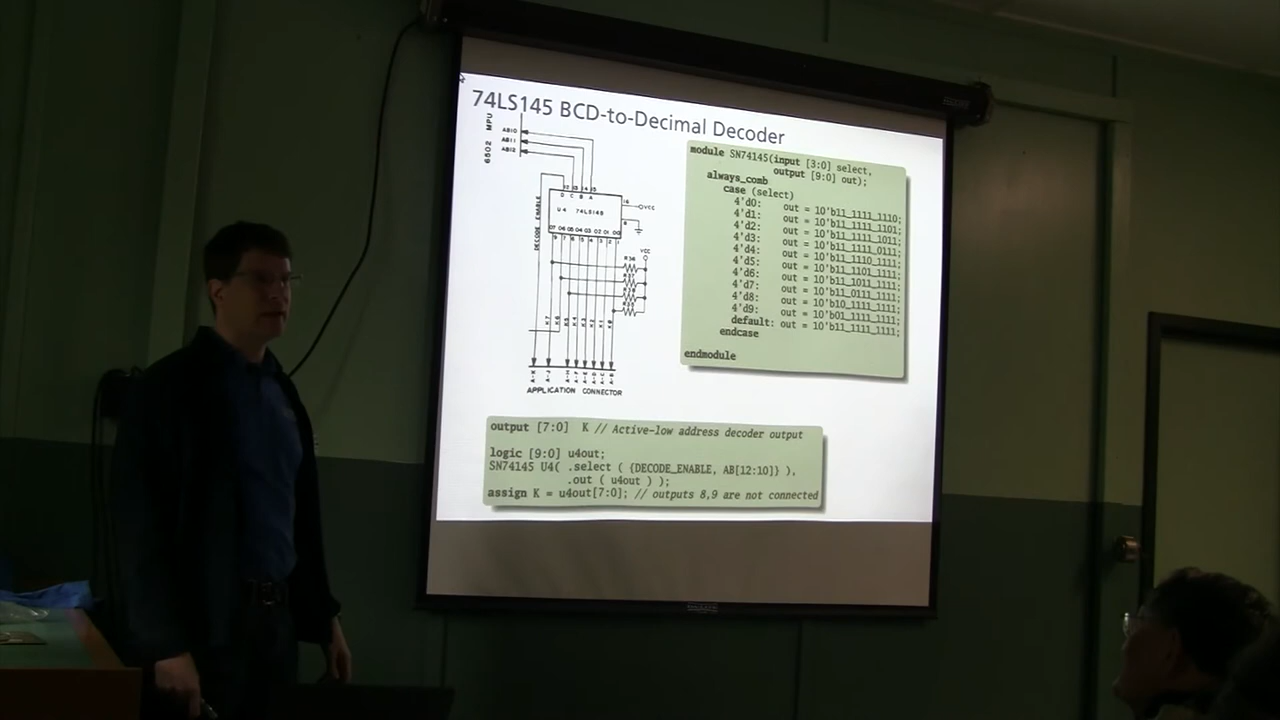 74LS145 BCD-to-Decimal Decoder
6502 MPU
AB10
AB11
AB12
D C B A
VCC
U4 74LS145
DECODE ENABLE
VCC
APPLICATION CONNECTOR
module SN74145(input [3:0] select,
output [9:0] out);
always_comb
case (select)
4'd0: out = 10'b11_1111_1110;
4'd1: out = 10'b11_1111_1101;
4'd2: out = 10'b11_1111_1011;
4'd3: out = 10'b11_1111_0111;
4'd4: out = 10'b11_1110_1111;
4'd5: out = 10'b11_1101_1111;
4'd6: out = 10'b11_1011_1111;
4'd7: out = 10'b11_0111_1111;
4'd8: out = 10'b10_1111_1111;
4'd9: out = 10'b01_1111_1111;
default: out = 10'b11_1111_1111;
endcase
endmodule
output [7:0] K // Active-low address decoder output
logic [9:0] u4out;
SN74145 U4( .select ( {DECODE_ENABLE, AB[12:10]} ),
.out ( u4out ) );
assign K = u4out[7:0]; // outputs 8,9 are not connected